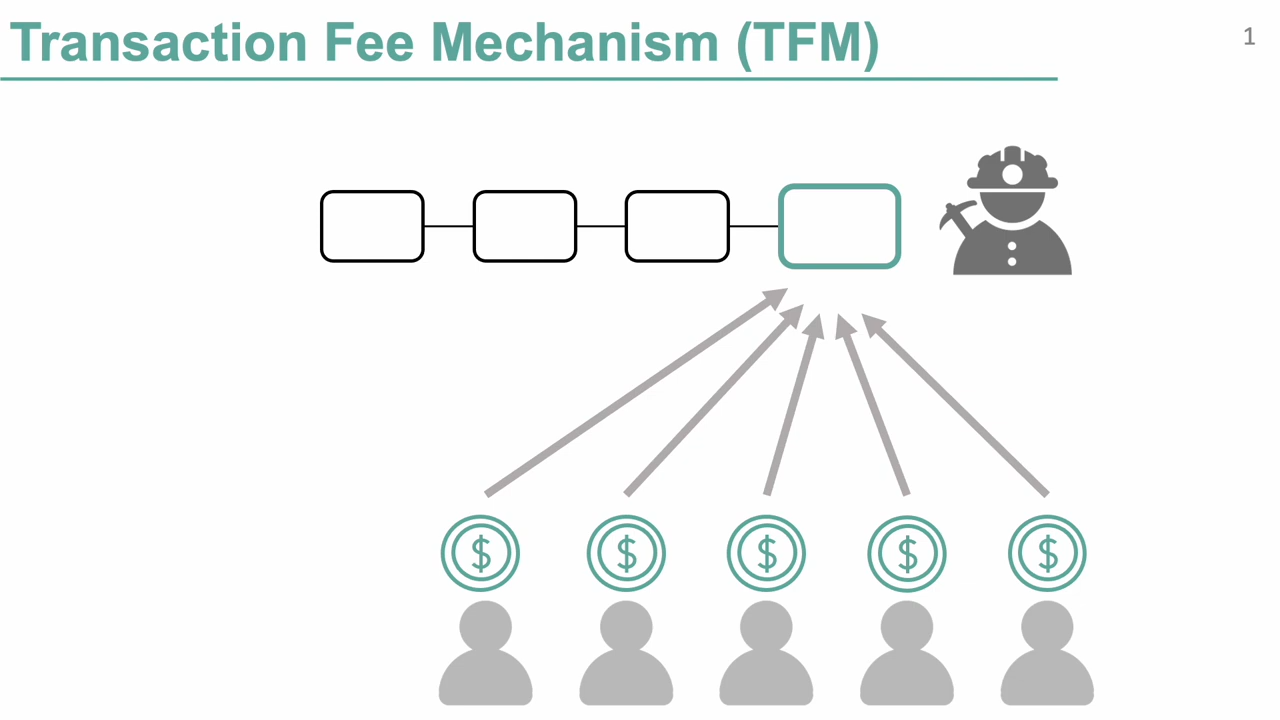 Transaction Fee Mechanism (TFM)
1
$ $ $ $ $